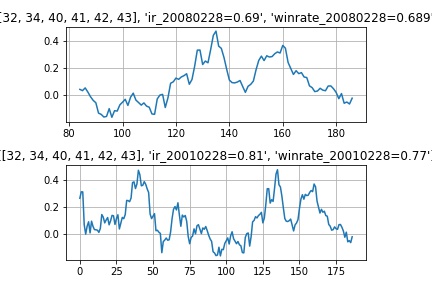 [32, 34, 40, 41, 42, 43], 'ir_20080228=0.69', 'winrate_20080228=0.689'
0.4
0.2
0.0
80 100 120 140 160 180
[[32, 34, 40, 41, 42, 43], 'ir_20010228=0.81', 'winrate_20010228=0.77']
0.4
0.2
0.0
0 25 50 75 100 125 150 175